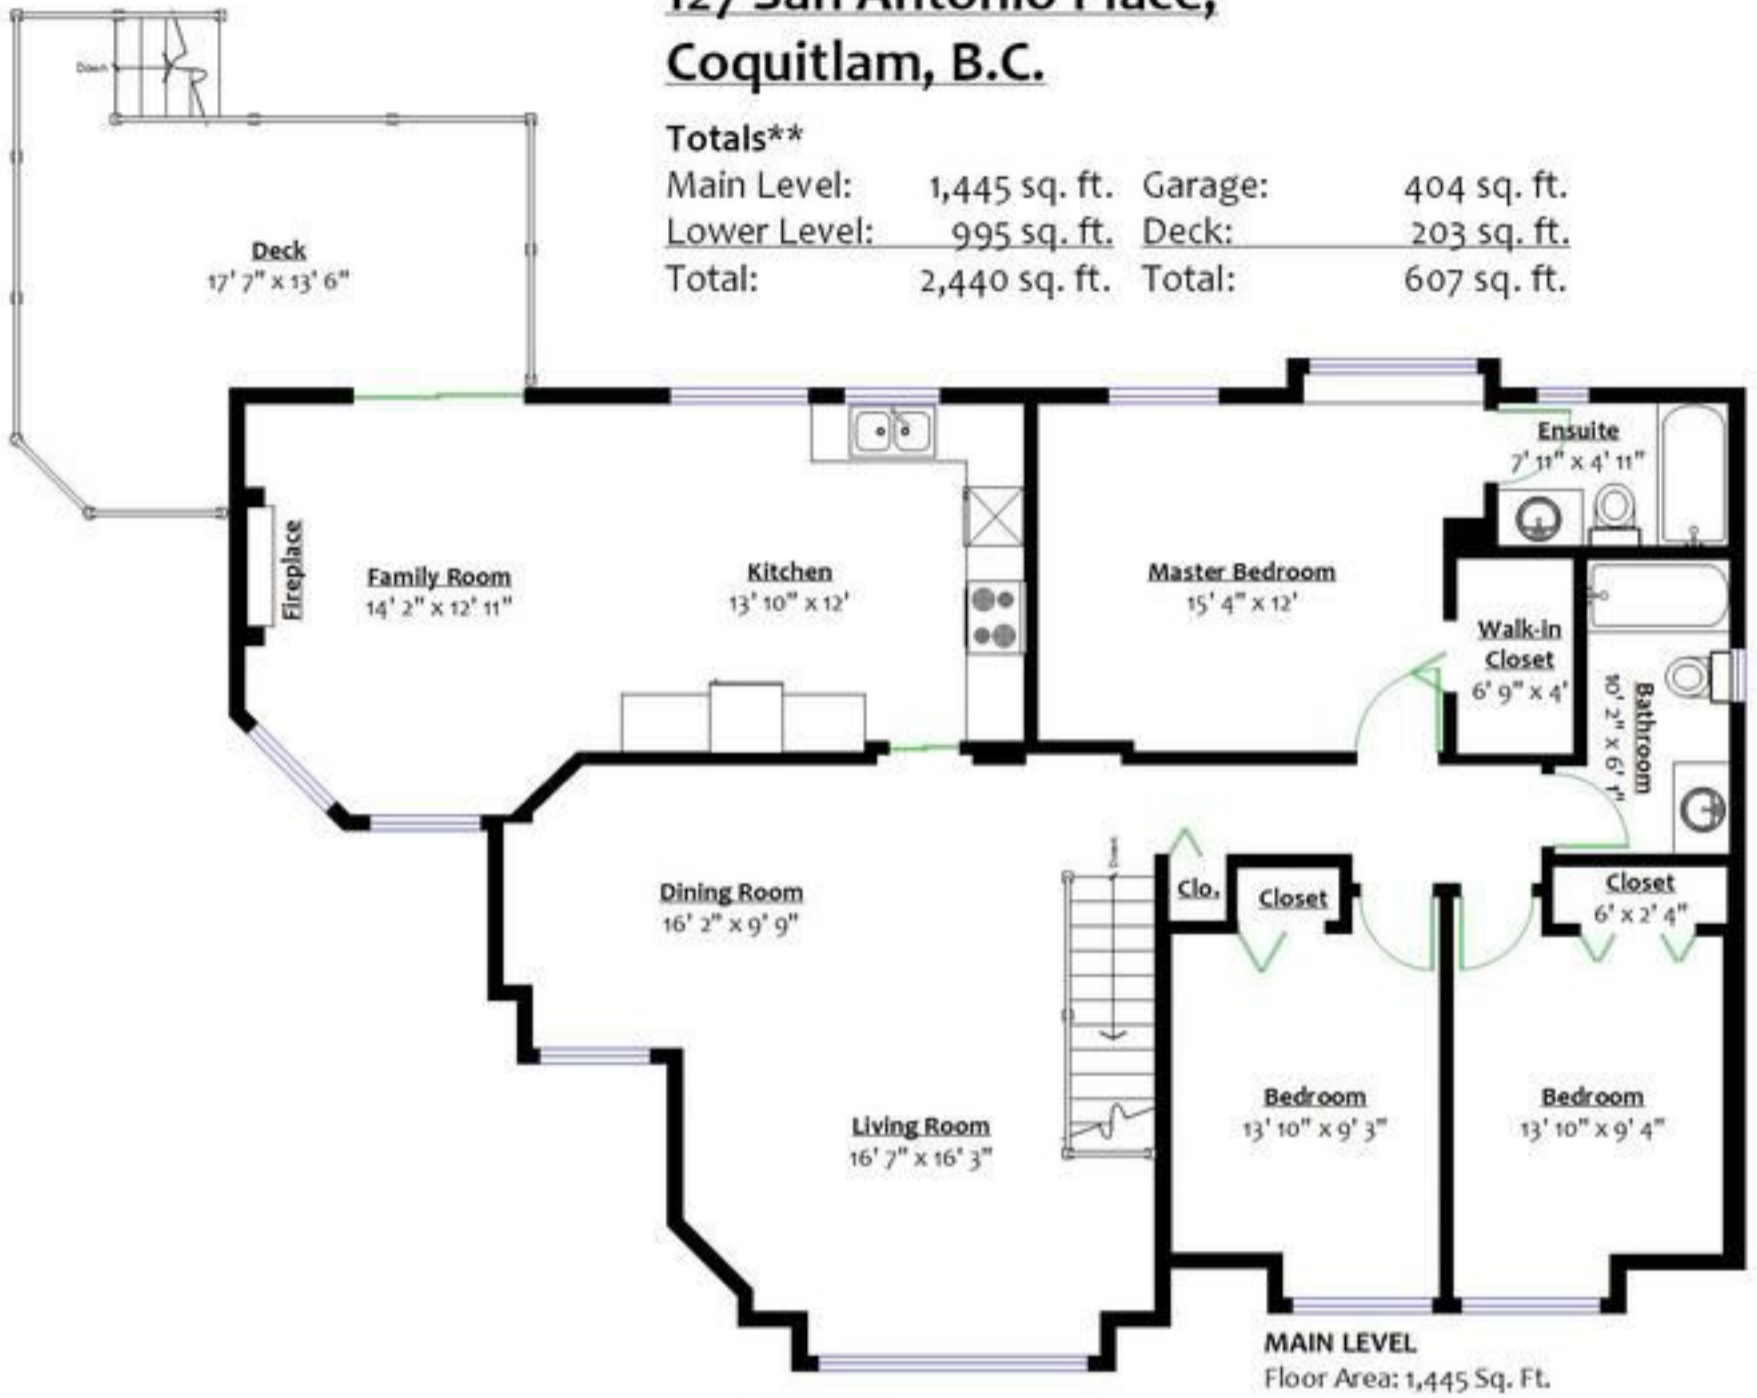 127 San Antonio Place,
Coquitlam, B.C.
Totals**
Main Level: 1,445 sq. ft. Garage: 404 sq. ft.
Lower Level: 995 sq. ft. Deck: 203 sq. ft.
Total: 2,440 sq. ft. Total: 607 sq. ft.
Down
Deck
17' 7" x 13' 6"
Ensuite
7' 11" x 4' 11"
Fireplace
Family Room
14' 2" x 12' 11"
Kitchen
13' 10" x 12'
Master Bedroom
15' 4" x 12'
Walk-in
Closet
6' 9" x 4'
Bathroom
10' 2" x 6' 1"
Down
Dining Room
16' 2" x 9' 9"
Clo.
Closet
Closet
6' x 2' 4"
Living Room
16' 7" x 16' 3"
Bedroom
13' 10" x 9' 3"
Bedroom
13' 10" x 9' 4"
MAIN LEVEL
Floor Area: 1,445 Sq. Ft.